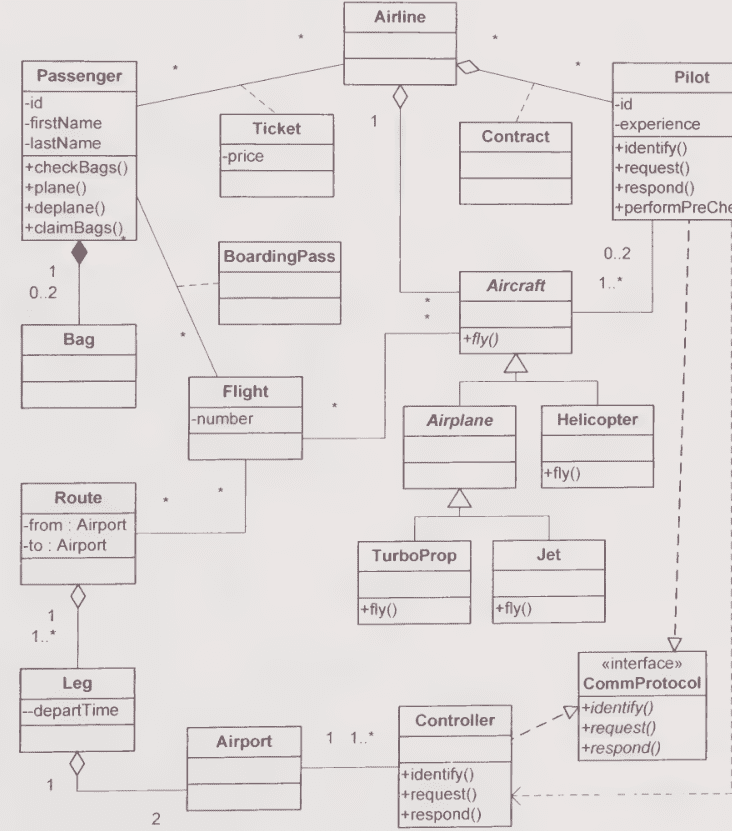 Airline
*
*
*
*
Passenger
-id
-firstName
-lastName
+checkBags()
+plane()
+deplane()
+claimBags()
*
Ticket
-price
1
Contract
Pilot
-id
-experience
+identify()
+request()
+respond()
+performPreChe
1
0..2
BoardingPass
0..2
1..*
Aircraft
+fly()
*
*
Bag
*
Flight
-number
*
Airplane
Helicopter
+fly()
Route
-from : Airport
-to : Airport
*
*
TurboProp
+fly()
Jet
+fly()
1
1..*
Leg
--departTime
«interface»
CommProtocol
+identify()
+request()
+respond()
Airport
1
1..*
Controller
+identify()
+request()
+respond()
1
2